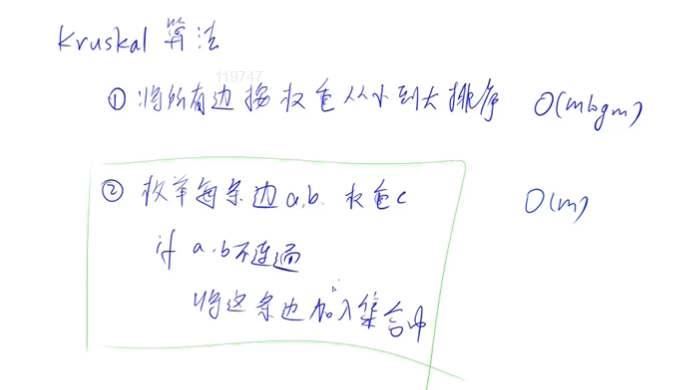 Kruskal 算法
119747
① 将所有边按权重从小到大排序 O(mlogm)
② 枚举每条边a,b 权重c O(m)
if a,b不连通
将这条边加入集合中